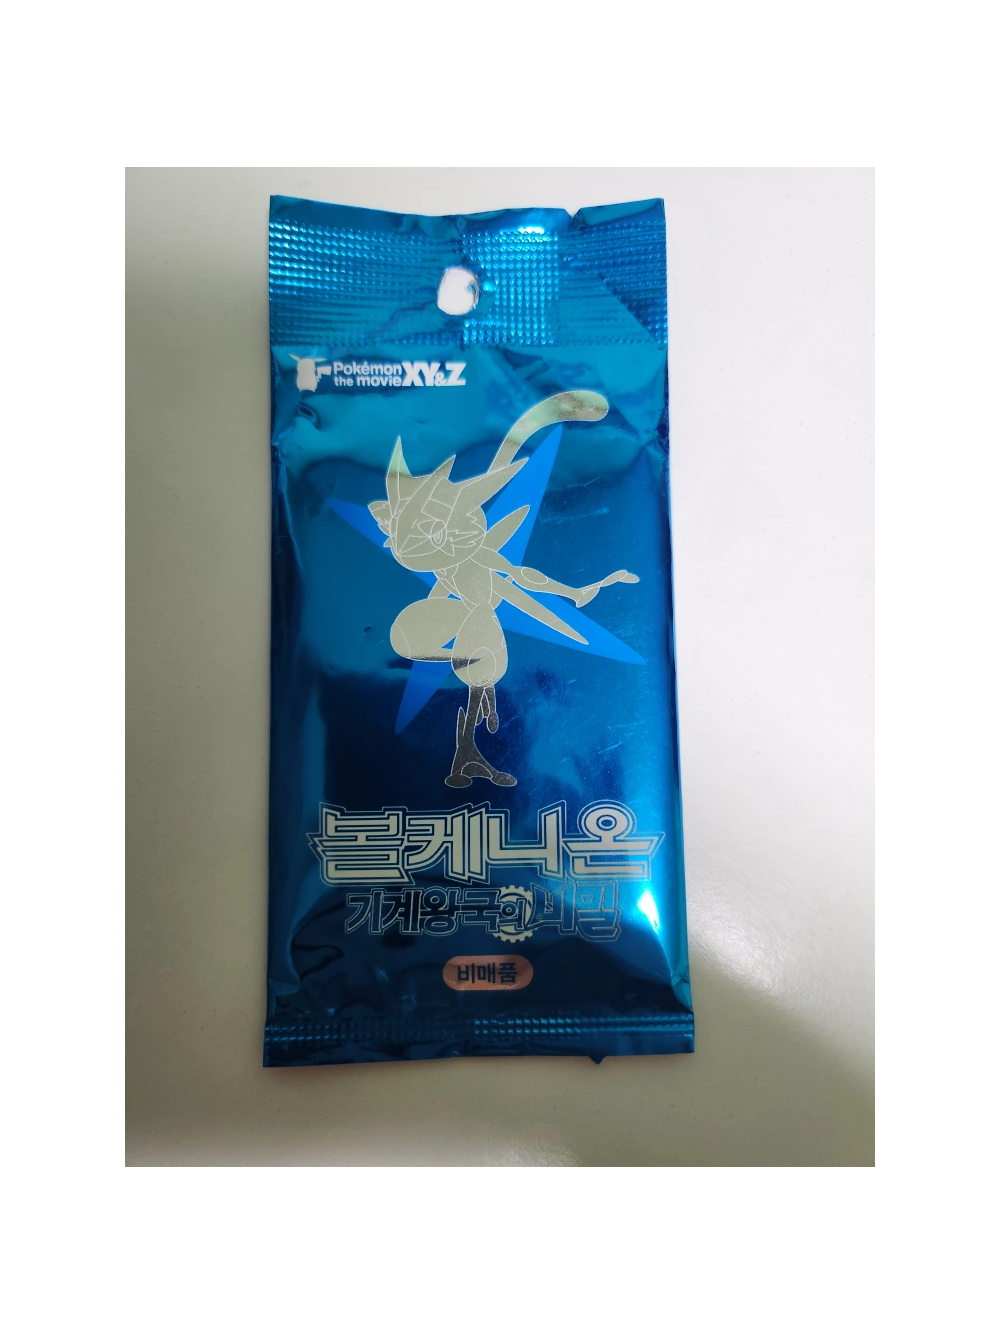 Pokémon
the movie XY&Z
볼케니온
기계왕국의 비밀
비매품